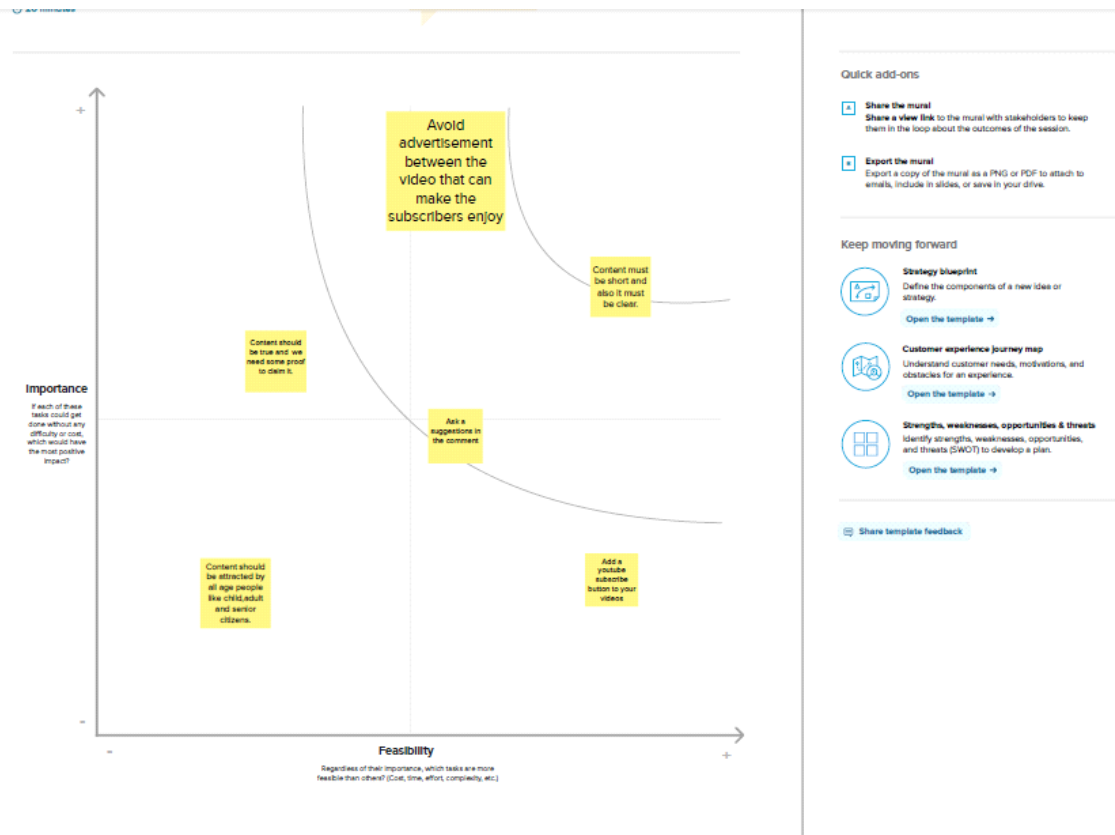 20 minutes
+
Avoid
advertisement
between the
video that can
make the
subscribers enjoy
Content must
be short and
also it must
be clear.
Content should
be true and we
need some proof
to claim it.
Importance
If each of these
tasks could get
done without any
difficulty or cost,
which would have
the most positive
impact?
Ask a
suggestions in
the comment
Content should
be attracted by
all age people
like child,adult
and senior
citizens.
Add a
youtube
subscribe
button to your
videos
-
-
Feasibility
+
Regardless of their importance, which tasks are more
feasible than others? (Cost, time, effort, complexity, etc.)
Quick add-ons
Share the mural
Share a view link to the mural with stakeholders to keep
them in the loop about the outcomes of the session.
Export the mural
Export a copy of the mural as a PNG or PDF to attach to
emails, include in slides, or save in your drive.
Keep moving forward
Strategy blueprint
Define the components of a new idea or
strategy.
Open the template →
Customer experience journey map
Understand customer needs, motivations, and
obstacles for an experience.
Open the template →
Strengths, weaknesses, opportunities & threats
Identify strengths, weaknesses, opportunities,
and threats (SWOT) to develop a plan.
Open the template →
Share template feedback